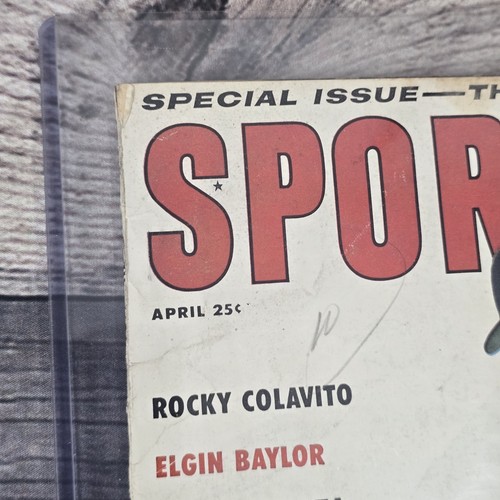 SPECIAL ISSUE—TH
SPOR
APRIL 25¢
ROCKY COLAVITO
ELGIN BAYLOR